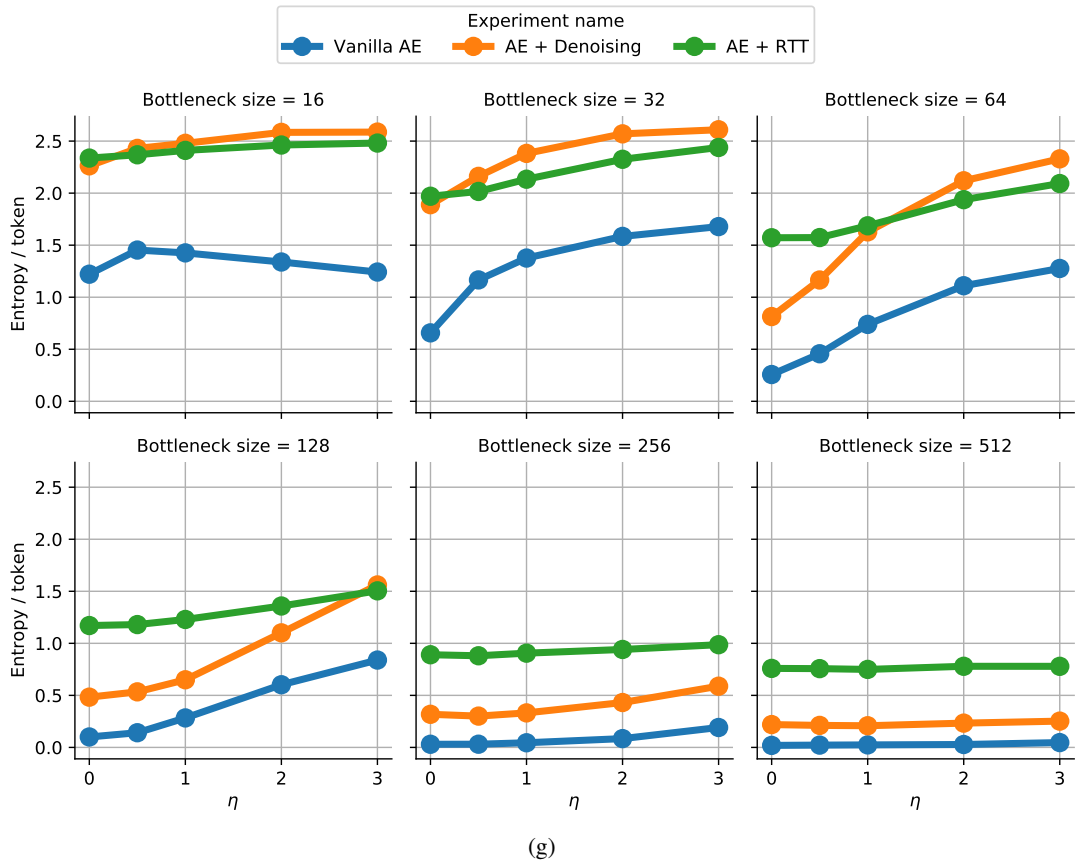 Experiment name
Vanilla AE AE + Denoising AE + RTT
Bottleneck size = 16 Bottleneck size = 32 Bottleneck size = 64
Entropy / token
2.5
2.0
1.5
1.0
0.5
0.0
Bottleneck size = 128 Bottleneck size = 256 Bottleneck size = 512
Entropy / token
2.5
2.0
1.5
1.0
0.5
0.0
0 1 2 3 0 1 2 3 0 1 2 3
η η η
(g)